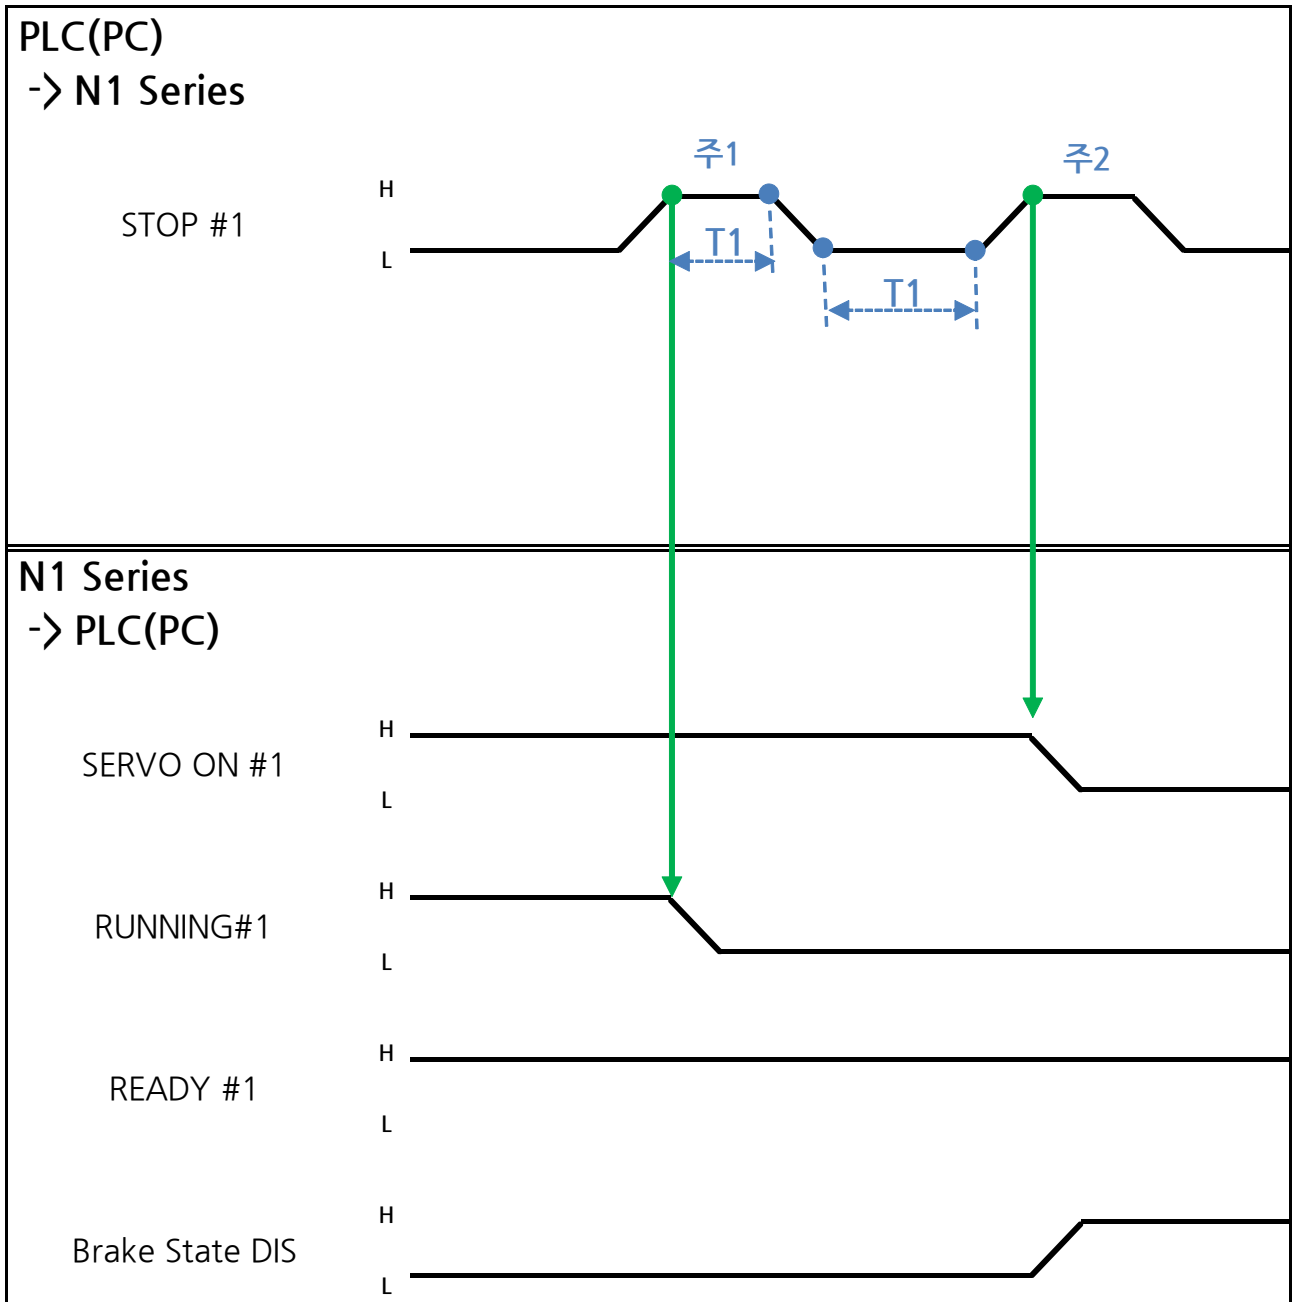 PLC(PC)
-> N1 Series
주1
주2
H
STOP #1
L
T1
T1
N1 Series
-> PLC(PC)
H
SERVO ON #1
L
H
RUNNING#1
L
H
READY #1
L
H
Brake State DIS
L